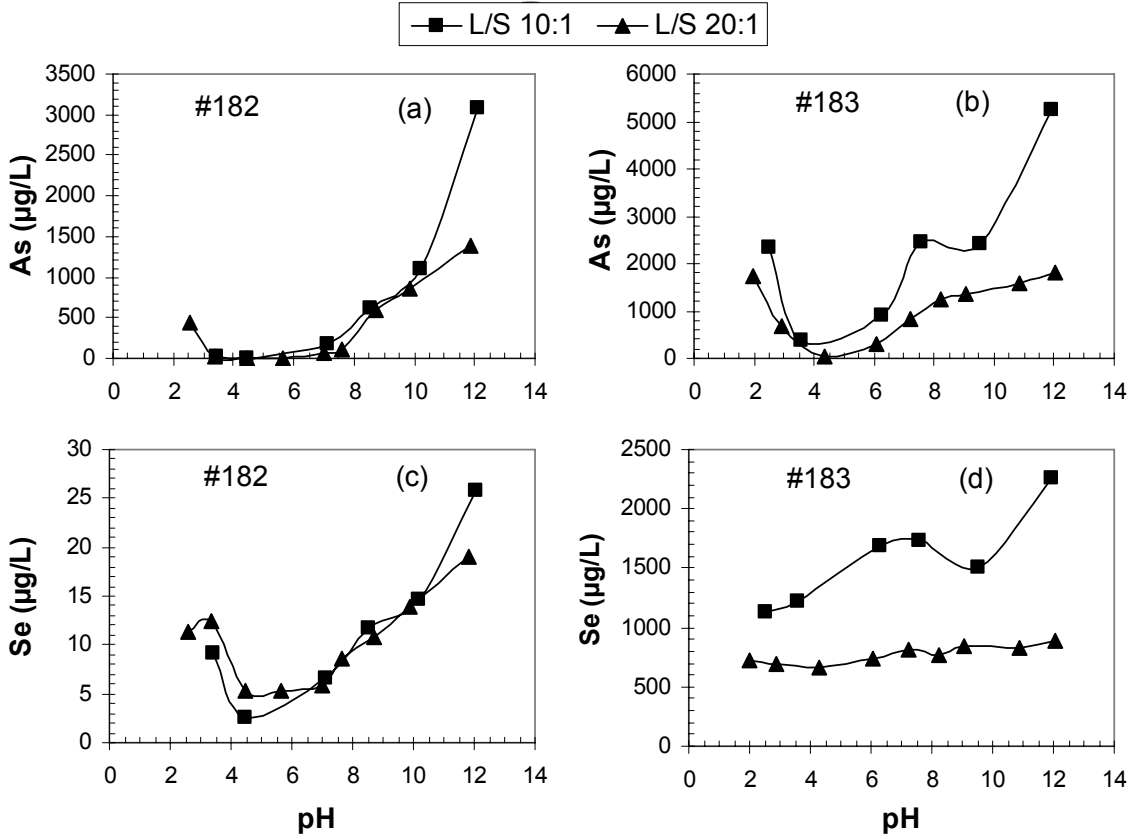 L/S 10:1 L/S 20:1
#182 (a)
As (µg/L)
3500
3000
2500
2000
1500
1000
500
0
0 2 4 6 8 10 12 14
#183 (b)
As (µg/L)
6000
5000
4000
3000
2000
1000
0
0 2 4 6 8 10 12 14
#182 (c)
Se (µg/L)
30
25
20
15
10
5
0
0 2 4 6 8 10 12 14
pH
#183 (d)
Se (µg/L)
2500
2000
1500
1000
500
0
0 2 4 6 8 10 12 14
pH